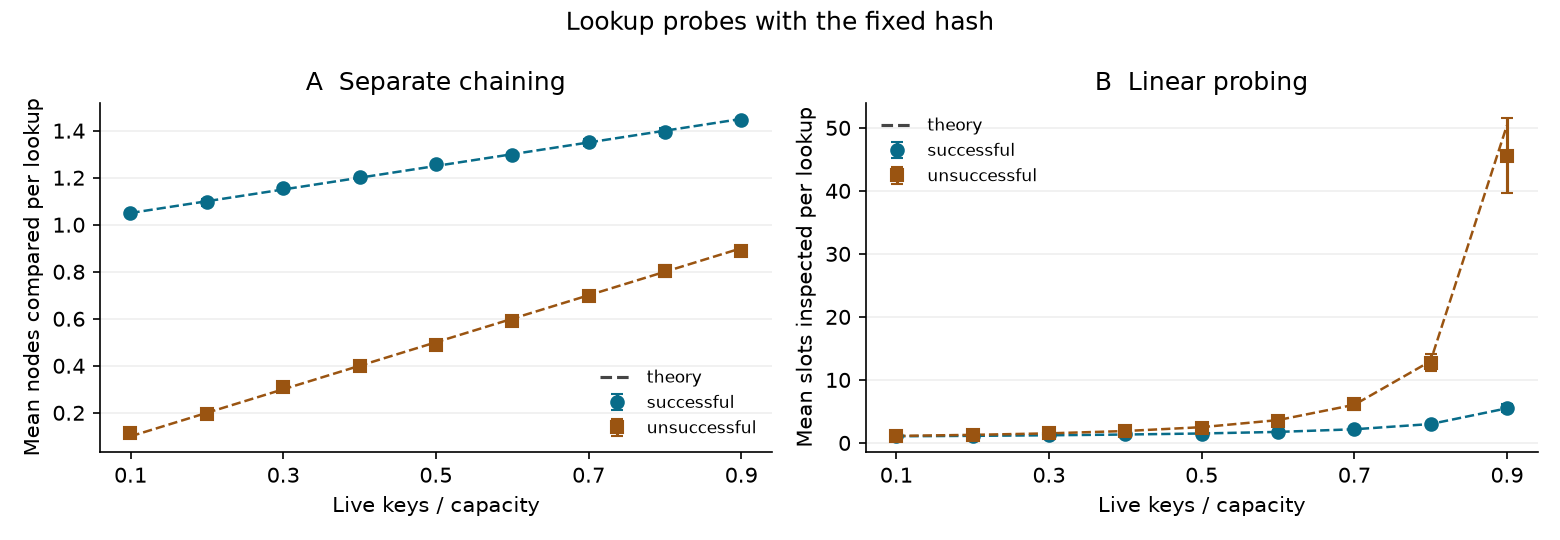 Lookup probes with the fixed hash
A Separate chaining
Mean nodes compared per lookup
1.4
1.2
1.0
0.8
0.6
0.4
0.2
theory
successful
unsuccessful
0.1 0.3 0.5 0.7 0.9
Live keys / capacity
B Linear probing
Mean slots inspected per lookup
50
40
30
20
10
0
theory
successful
unsuccessful
0.1 0.3 0.5 0.7 0.9
Live keys / capacity